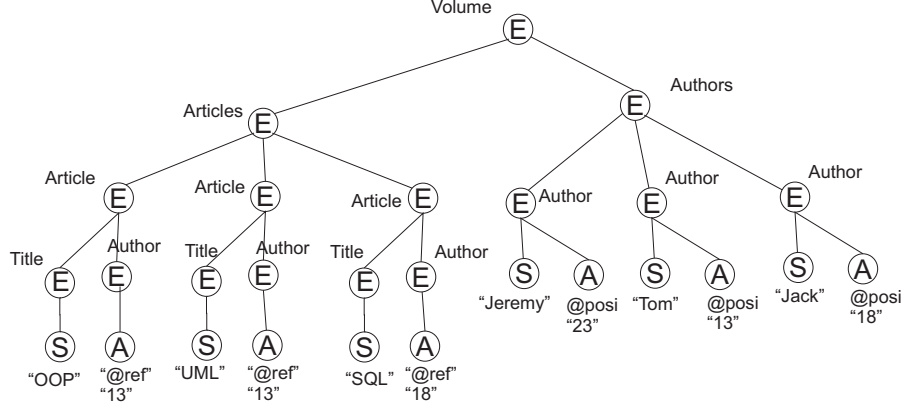 Volume
E
Articles E
E Authors
Article E
Article E
Article E
E Author
Author E
Author E
Title E
Author E
Title E
Author E
Title E
Author E
S A
S A
S A
"Jeremy" @posi "Tom" @posi "Jack" @posi
"23" "13" "18"
S A S A S A
"OOP" "@ref" "UML" "@ref" "SQL" "@ref"
"13" "13" "18"